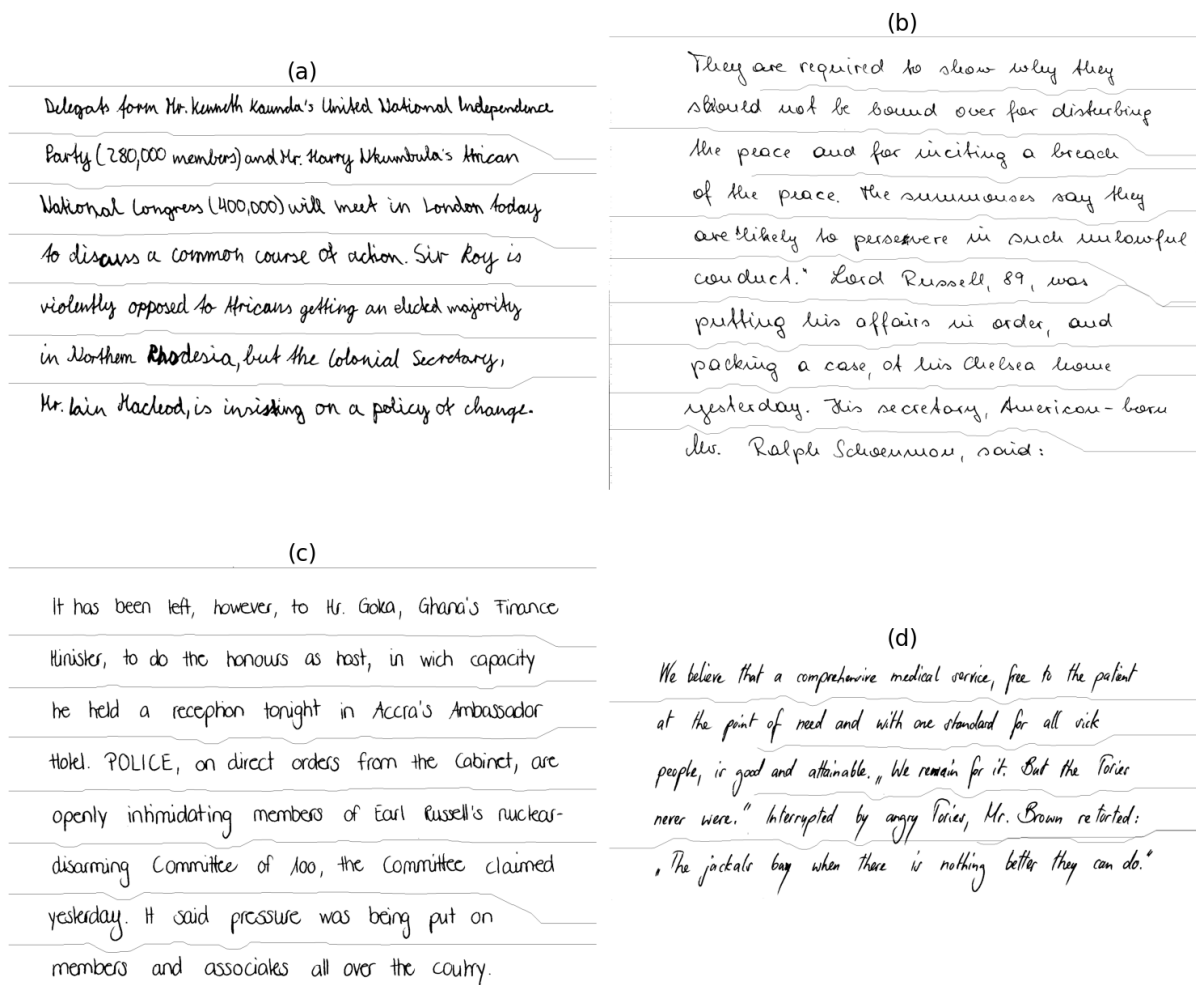 (a)
Delegats form Mr. Kenneth Kaunda's United National Independence
Party (280,000 members) and Mr. Harry Nkumbula's African
National Congress (400,000) will meet in London today
to discuss a common course of action. Sir Roy is
violently opposed to Africans getting an elected majority
in Northern Rhodesia, but the Colonial Secretary,
Mr. Iain Macleod, is insisting on a policy of change.
(b)
They are required to show why they
should not be bound over for disturbing
the peace and for inciting a breach
of the peace. The summonses say they
are "likely to persevere in such unlawful
conduct." Lord Russell, 89, was
putting his affairs in order, and
packing a case, at his Chelsea home
yesterday. His secretary, American-born
Mr. Ralph Schoenman, said:
(c)
It has been left, however, to Mr. Goka, Ghana's Finance
Minister, to do the honours as host, in wich capacity
he held a reception tonight in Accra's Ambassador
Hotel. POLICE, on direct orders from the Cabinet, are
openly intimidating members of Earl Russell's nuclear-
disarming Committee of 100, the Committee claimed
yesterday. It said pressure was being put on
members and associates all over the coutry.
(d)
We believe that a comprehensive medical service, free to the patient
at the point of need and with one standard for all sick
people, is good and attainable. „We remain for it. But the Tories
never were." Interrupted by angry Tories, Mr. Brown retorted:
„The jackals bay when there is nothing better they can do."